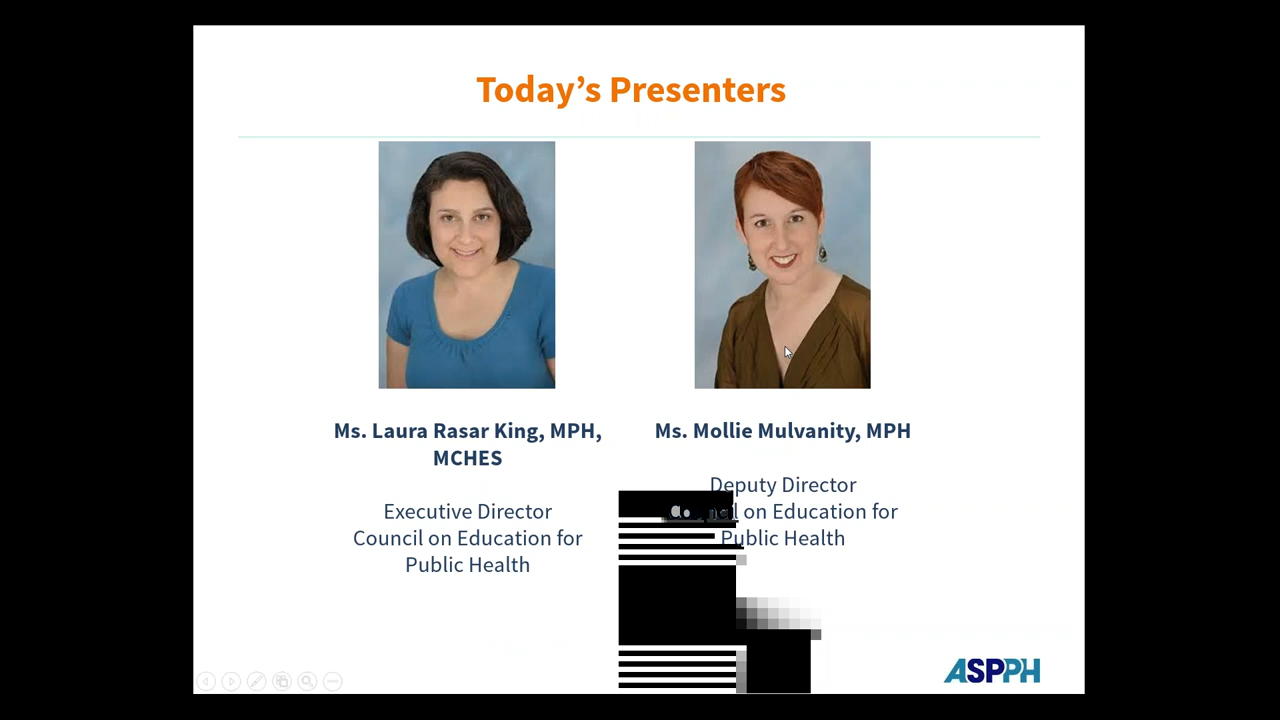 Today's Presenters
Ms. Laura Rasar King, MPH,
MCHES
Executive Director
Council on Education for
Public Health
Ms. Mollie Mulvanity, MPH
Deputy Director
on Education for
Public Health
ASPPH